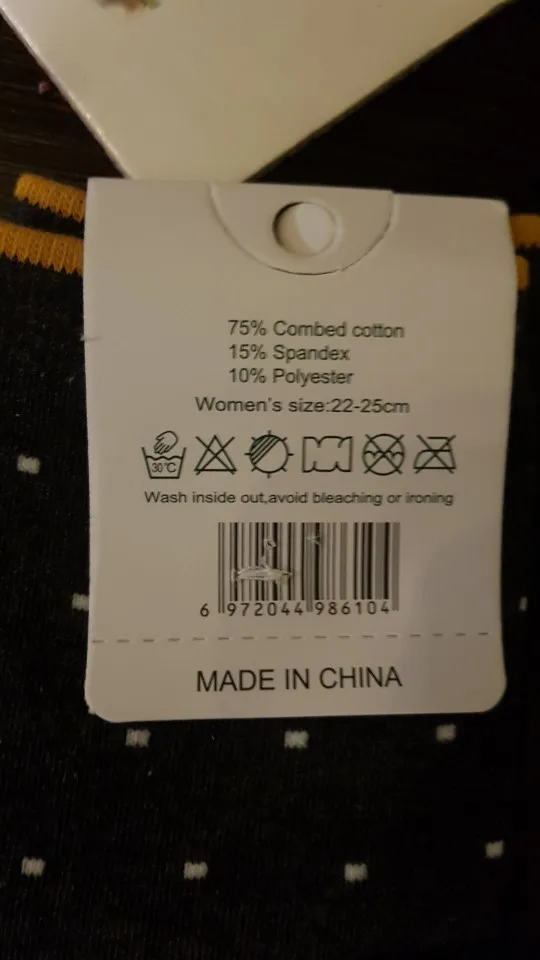 75% Combed cotton
15% Spandex
10% Polyester
Women's size:22-25cm
30°C
Wash inside out,avoid bleaching or ironing
6 972044 986104
MADE IN CHINA